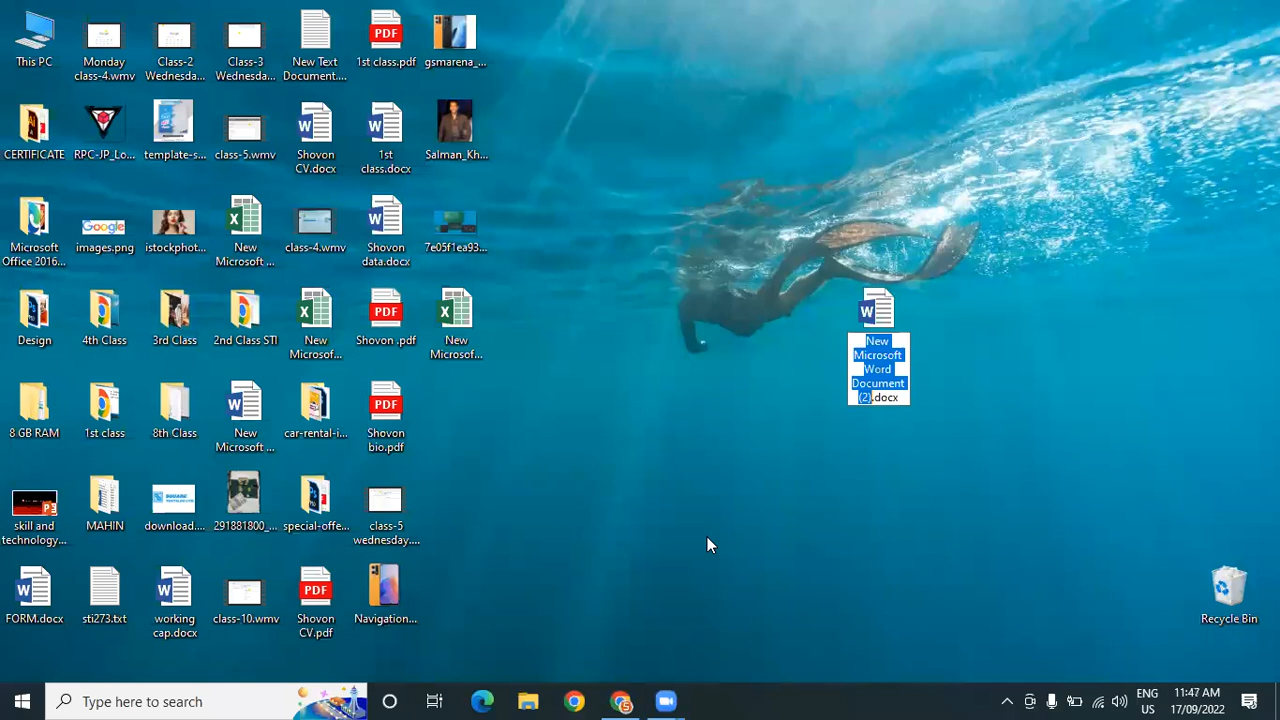 This PC
Monday
class-4.wmv
Class-2
Wednesda...
Class-3
Wednesda...
New Text
Document....
PDF
1st class.pdf
gsmarena_...
CERTIFICATE
RPC-JP_Lo...
template-s...
class-5.wmv
Shovon
CV.docx
1st
class.docx
Salman_Kh...
Microsoft
Office 2016...
Google
images.png
istockphot...
New
Microsoft ...
class-4.wmv
Shovon
data.docx
7e05f1ea93...
Design
4th Class
3rd Class
2nd Class STI
New
Microsof...
PDF
Shovon .pdf
New
Microsof...
New
Microsoft
Word
Document
(2).docx
8 GB RAM
1st class
8th Class
New
Microsoft ...
car-rental-i...
PDF
Shovon
bio.pdf
skill and
technology...
MAHIN
SQUARE
download....
291881800_...
special-offe...
class-5
wednesday....
FORM.docx
sti273.txt
working
cap.docx
class-10.wmv
PDF
Shovon
CV.pdf
Navigation...
Recycle Bin
Type here to search
ENG
US
11:47 AM
17/09/2022